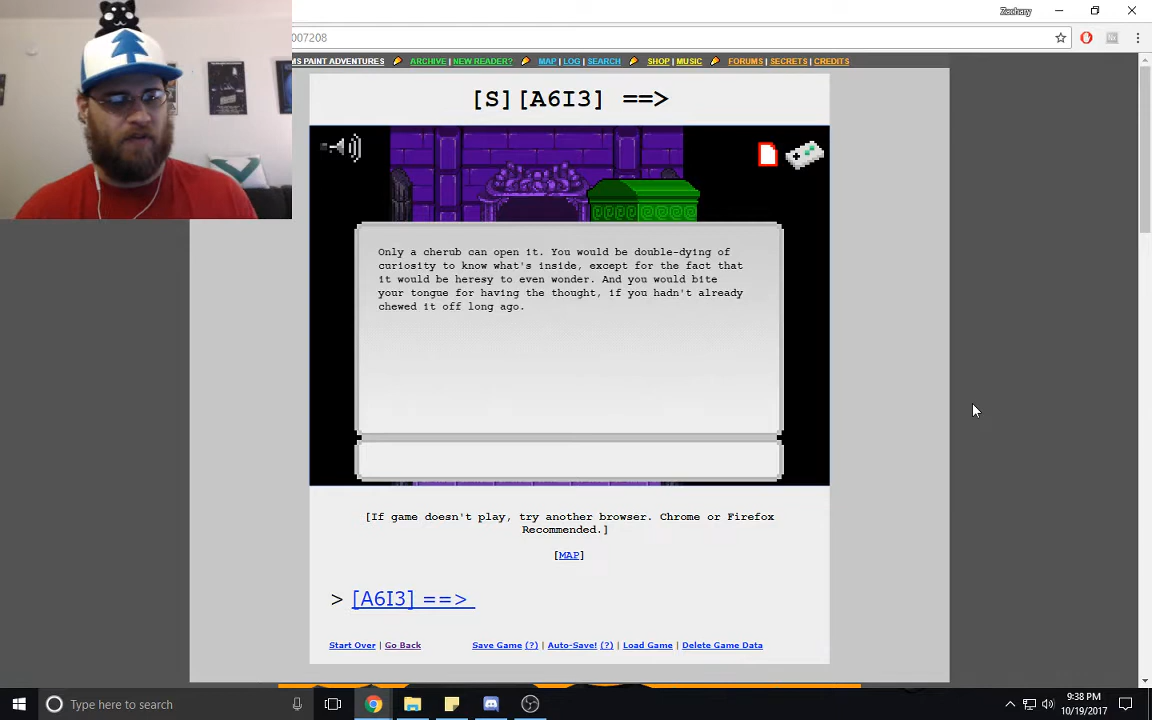 Zachary
007208
MS PAINT ADVENTURES ARCHIVE | NEW READER? MAP | LOG | SEARCH SHOP | MUSIC FORUMS | SECRETS | CREDITS
[S][A6I3] ==>
Only a cherub can open it. You would be double-dying of
curiosity to know what's inside, except for the fact that
it would be heresy to even wonder. And you would bite
your tongue for having the thought, if you hadn't already
chewed it off long ago.
[If game doesn't play, try another browser. Chrome or Firefox
Recommended.]
[MAP]
> [A6I3] ==>
Start Over | Go Back Save Game (?) | Auto-Save! (?) | Load Game | Delete Game Data
Type here to search
9:38 PM
10/19/2017